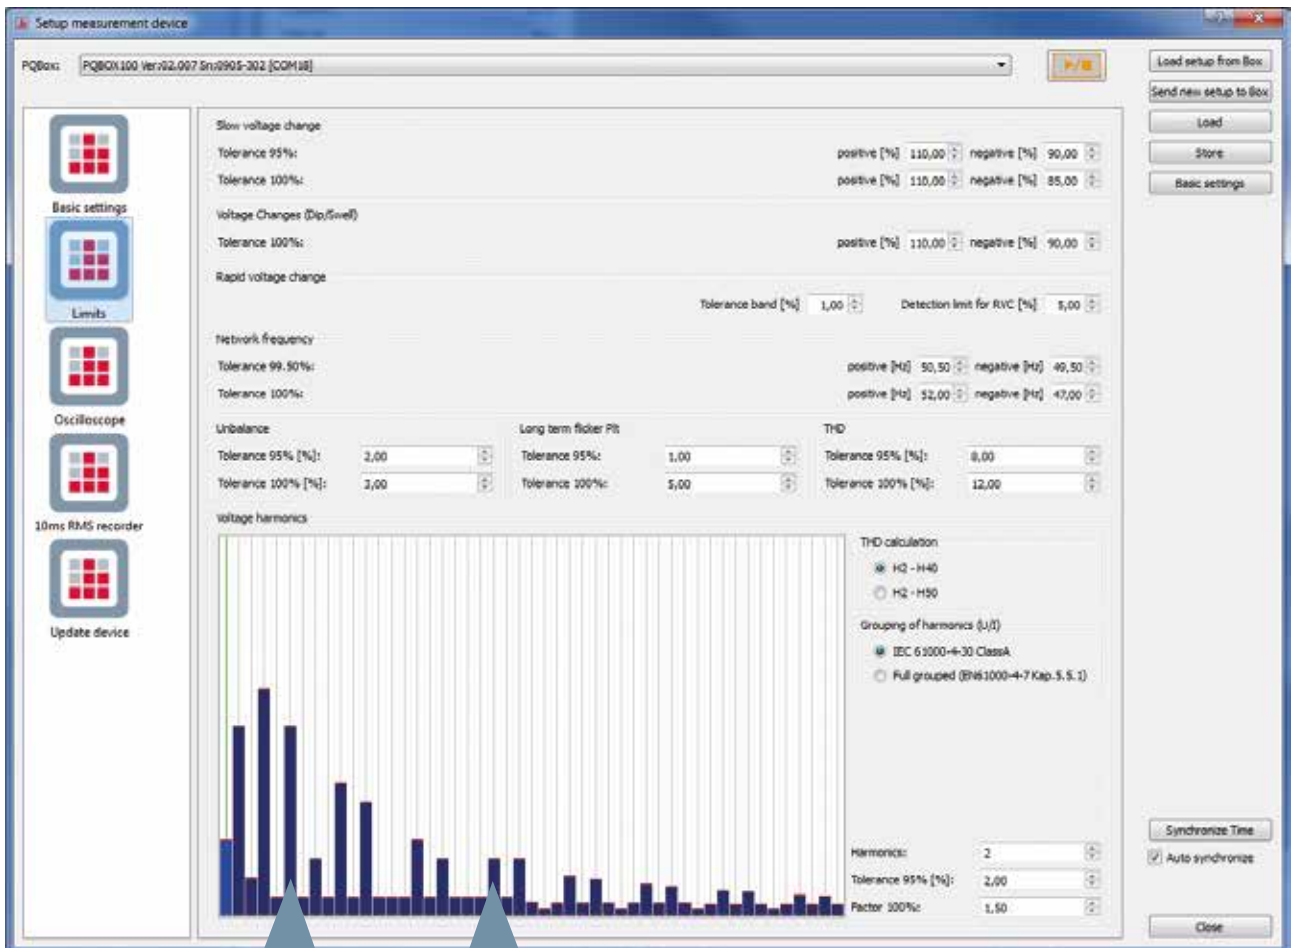 Setup measurement device
PQBox: PQBOX100 Ver:02.007 Sn:0905-302 [COM18]
Load setup from Box
Send new setup to Box
Load
Store
Basic settings
Basic settings
Limits
Oscilloscope
10ms RMS recorder
Update device
Slow voltage change
Tolerance 95%: positive [%] 110,00 negative [%] 90,00
Tolerance 100%: positive [%] 110,00 negative [%] 85,00
Voltage Changes (Dip/Swell)
Tolerance 100%: positive [%] 110,00 negative [%] 90,00
Rapid voltage change
Tolerance band [%] 1,00 Detection limit for RVC [%] 5,00
Network frequency
Tolerance 99.50%: positive [Hz] 50,50 negative [Hz] 49,50
Tolerance 100%: positive [Hz] 52,00 negative [Hz] 47,00
Unbalance
Tolerance 95% [%]: 2,00
Tolerance 100% [%]: 3,00
Long term flicker Plt
Tolerance 95%: 1,00
Tolerance 100%: 5,00
THD
Tolerance 95% [%]: 8,00
Tolerance 100% [%]: 12,00
Voltage harmonics
THD calculation
H2 - H40
H2 - H50
Grouping of harmonics (U/I)
IEC 61000-4-30 ClassA
Full grouped (EN61000-4-7 Kap.5.5.1)
Harmonics: 2
Tolerance 95% [%]: 2,00
Factor 100%: 1,50
Synchronize Time
Auto synchronize
Close